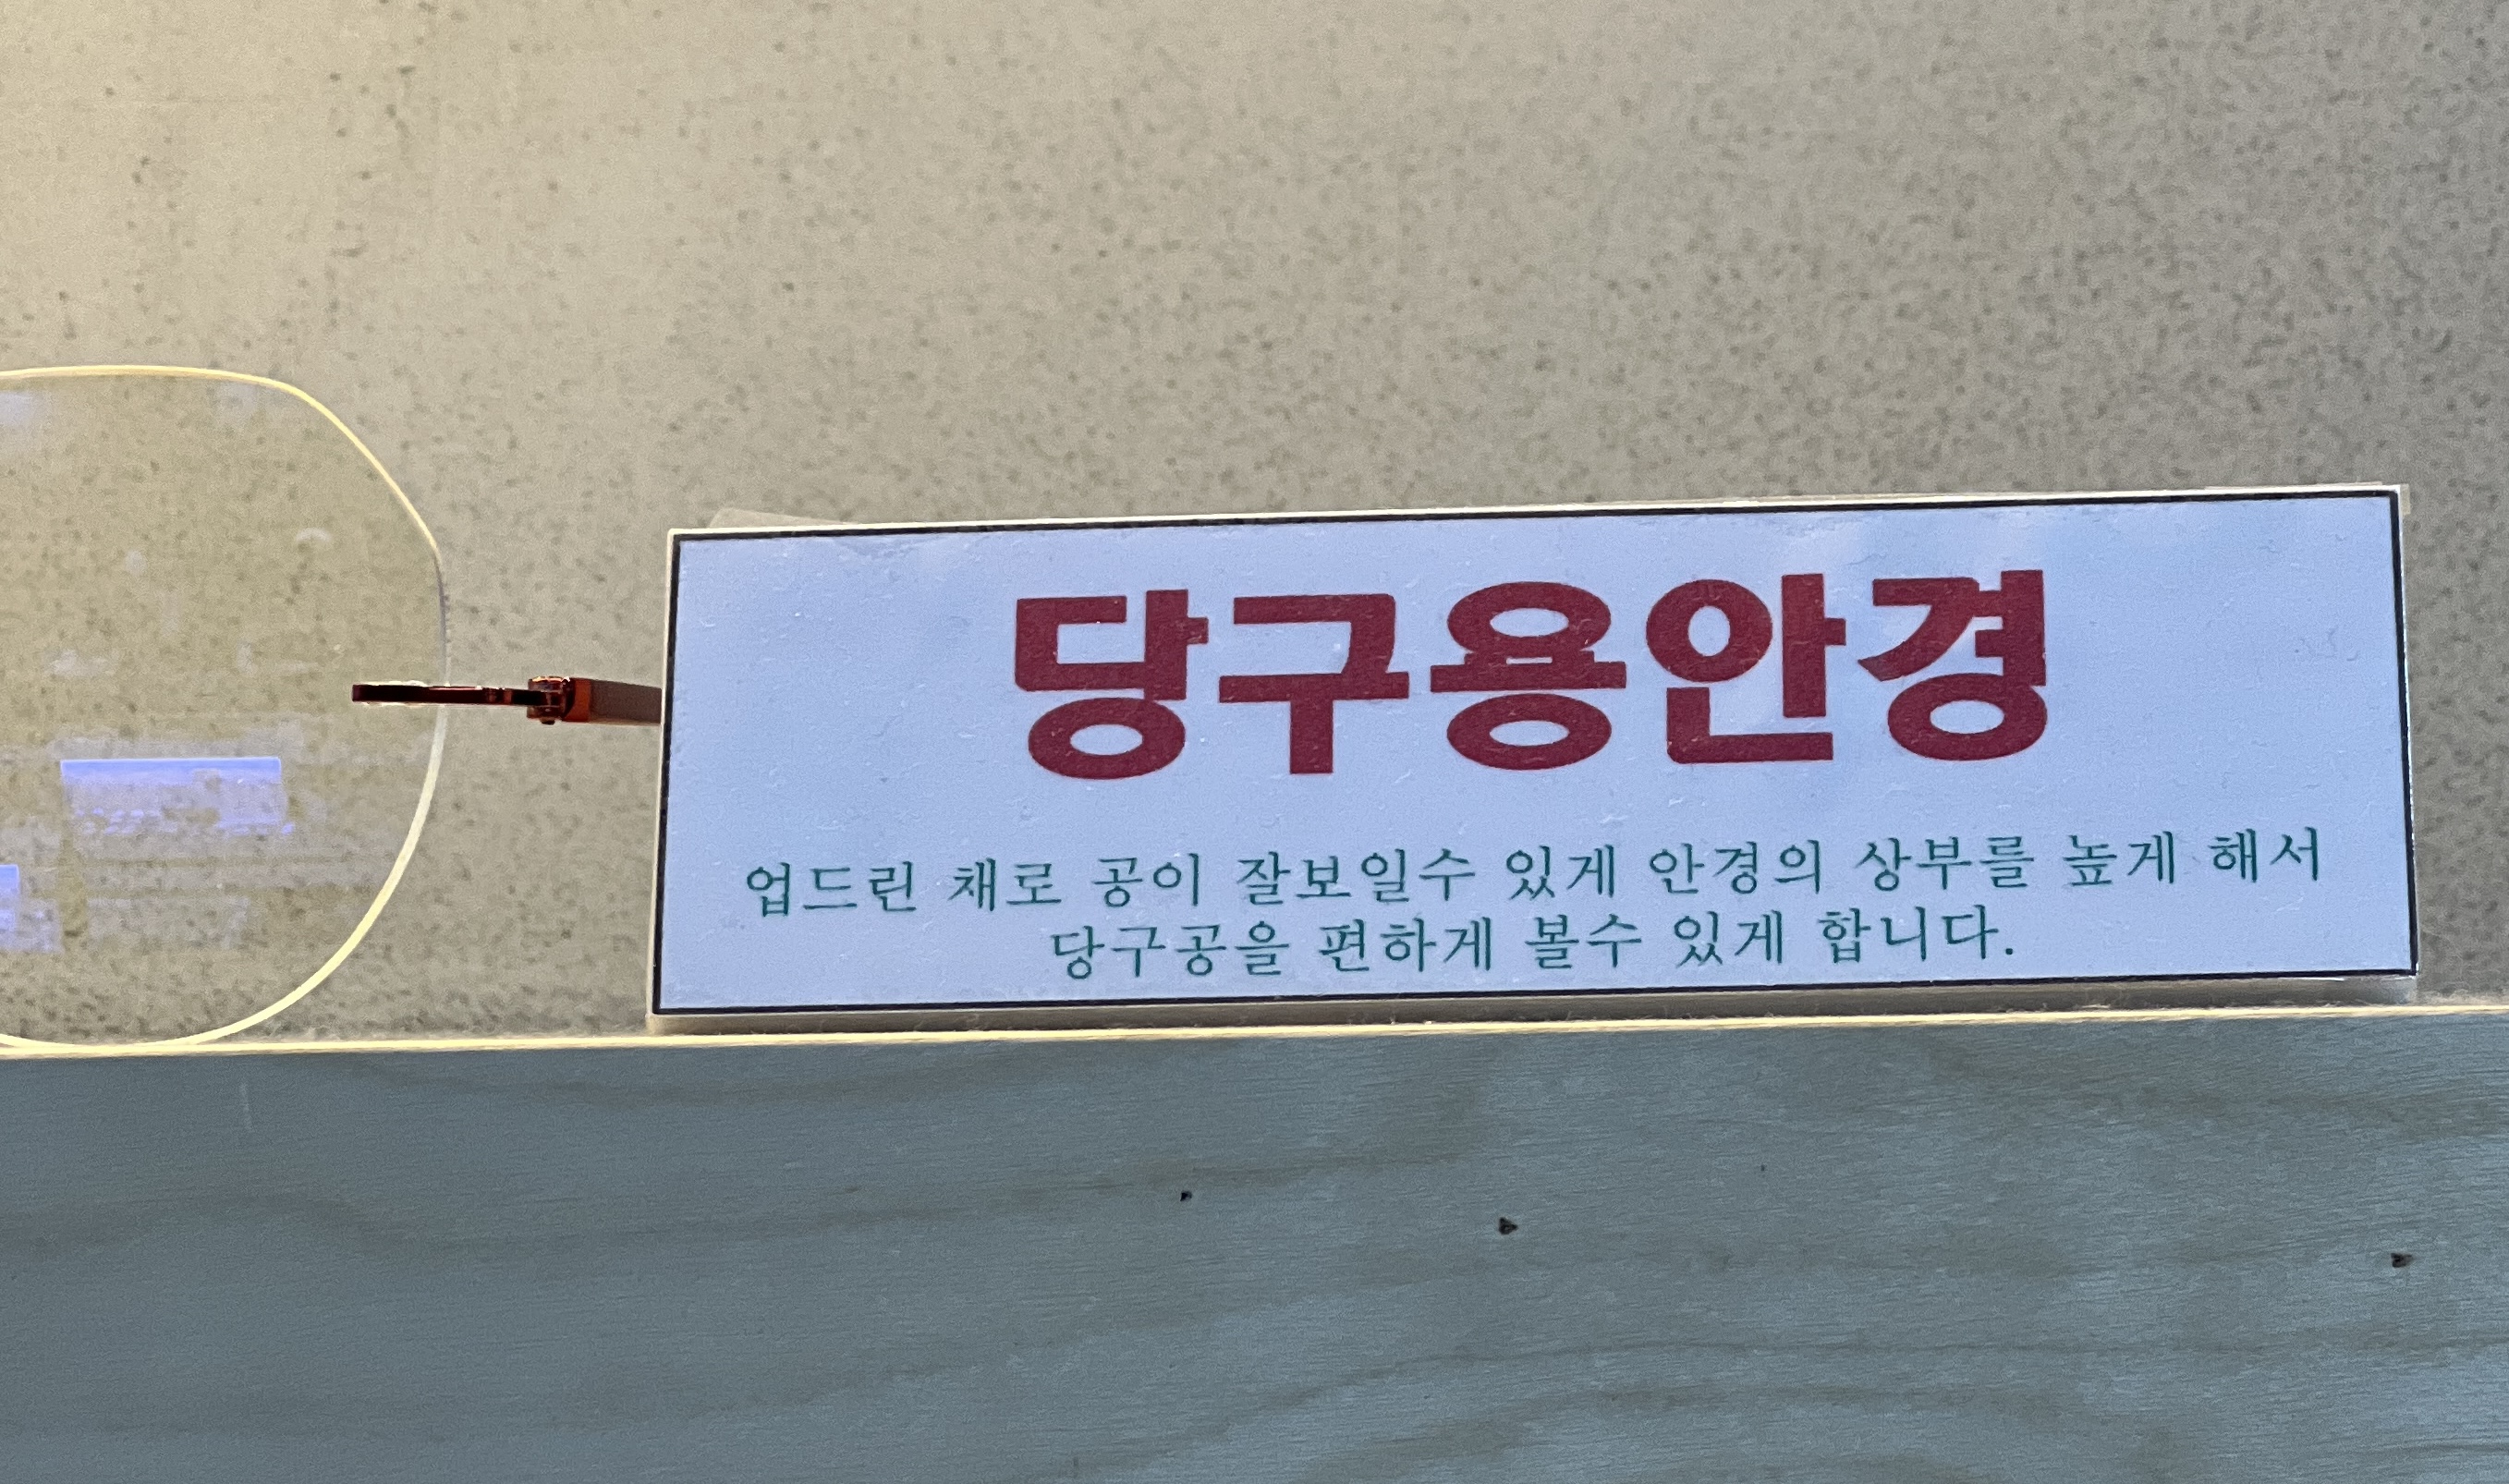 당구용안경
업드린 채로 공이 잘보일수 있게 안경의 상부를 높게 해서
당구공을 편하게 볼수 있게 합니다.